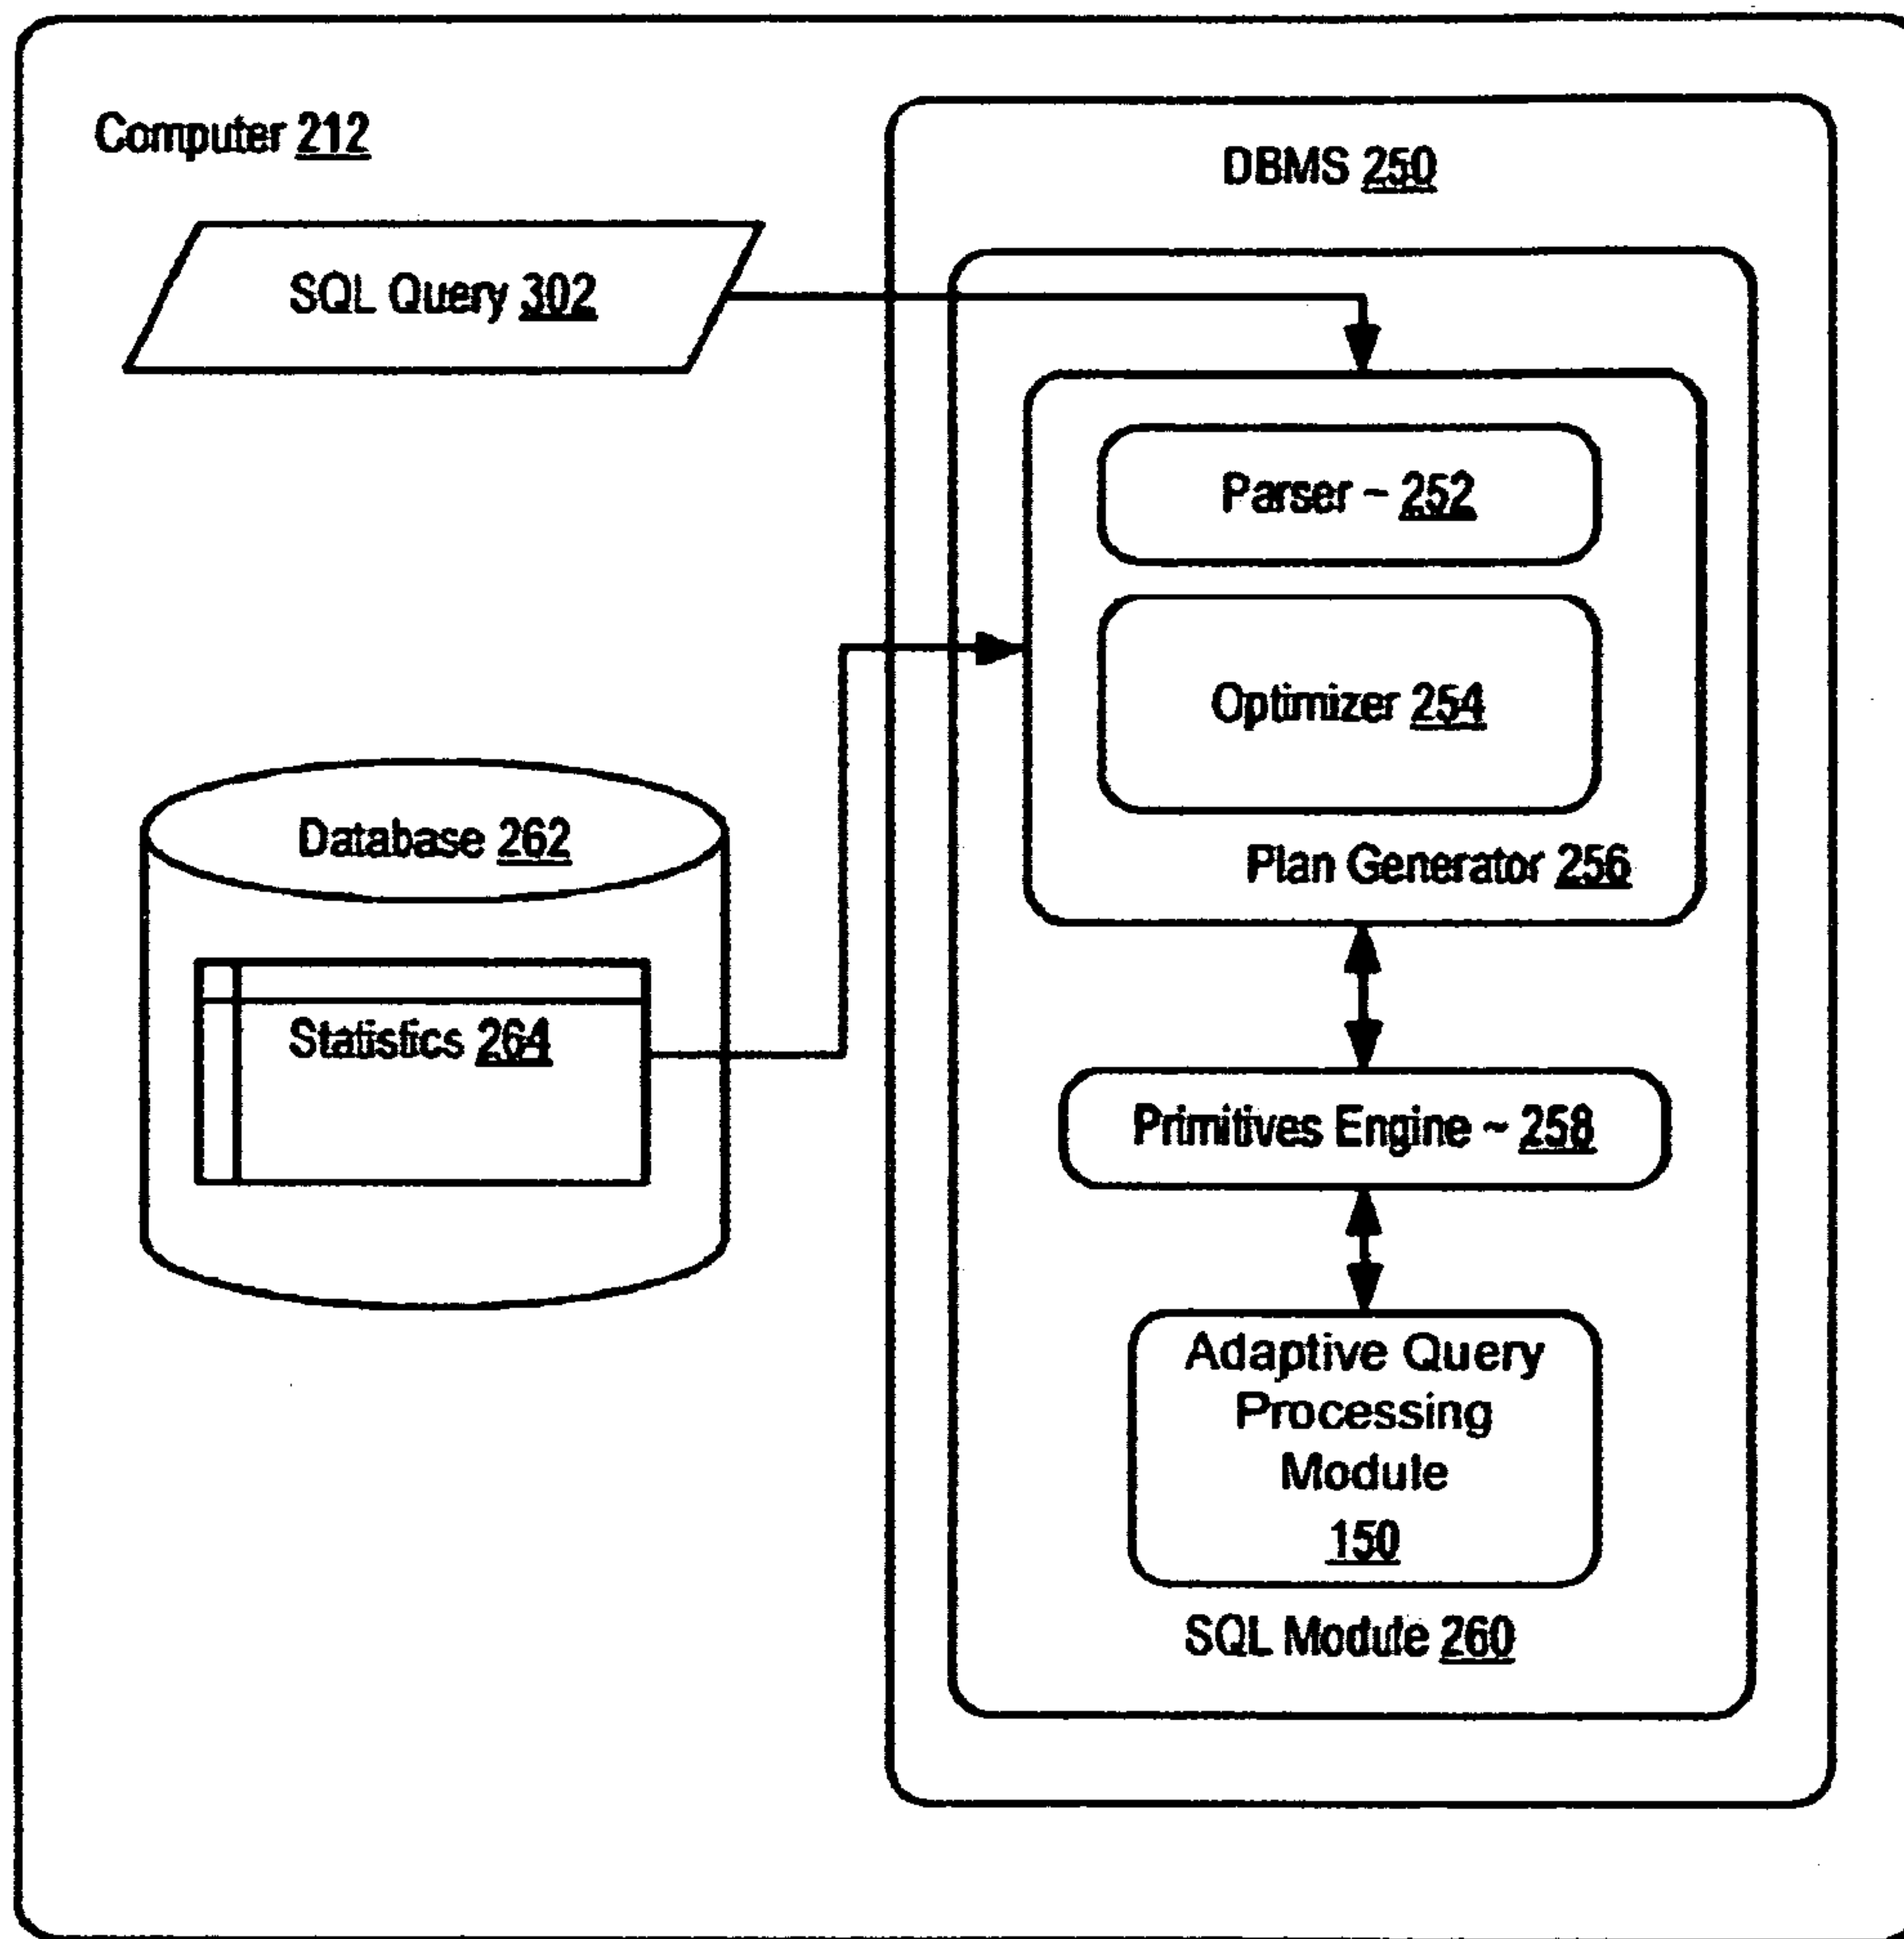 Computer 212
DBMS 250
SQL Query 302
Parser ~ 252
Optimizer 254
Plan Generator 256
Database 262
Statistics 264
Primitives Engine ~ 258
Adaptive Query
Processing
Module
150
SQL Module 260